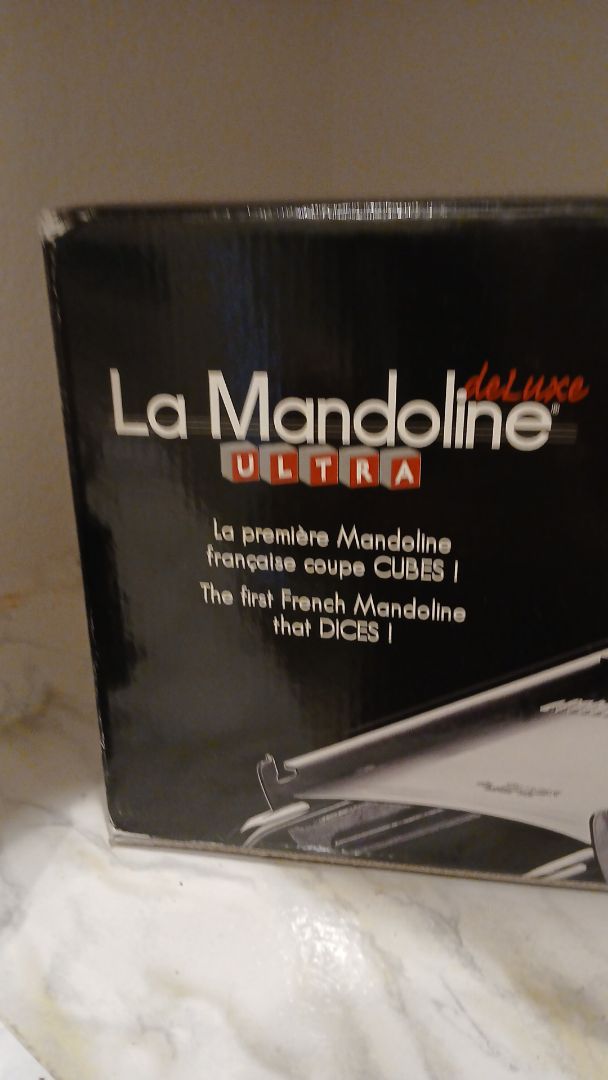 deLuxe
La Mandoline®
ULTRA
La première Mandoline
française coupe CUBES !
The first French Mandoline
that DICES !